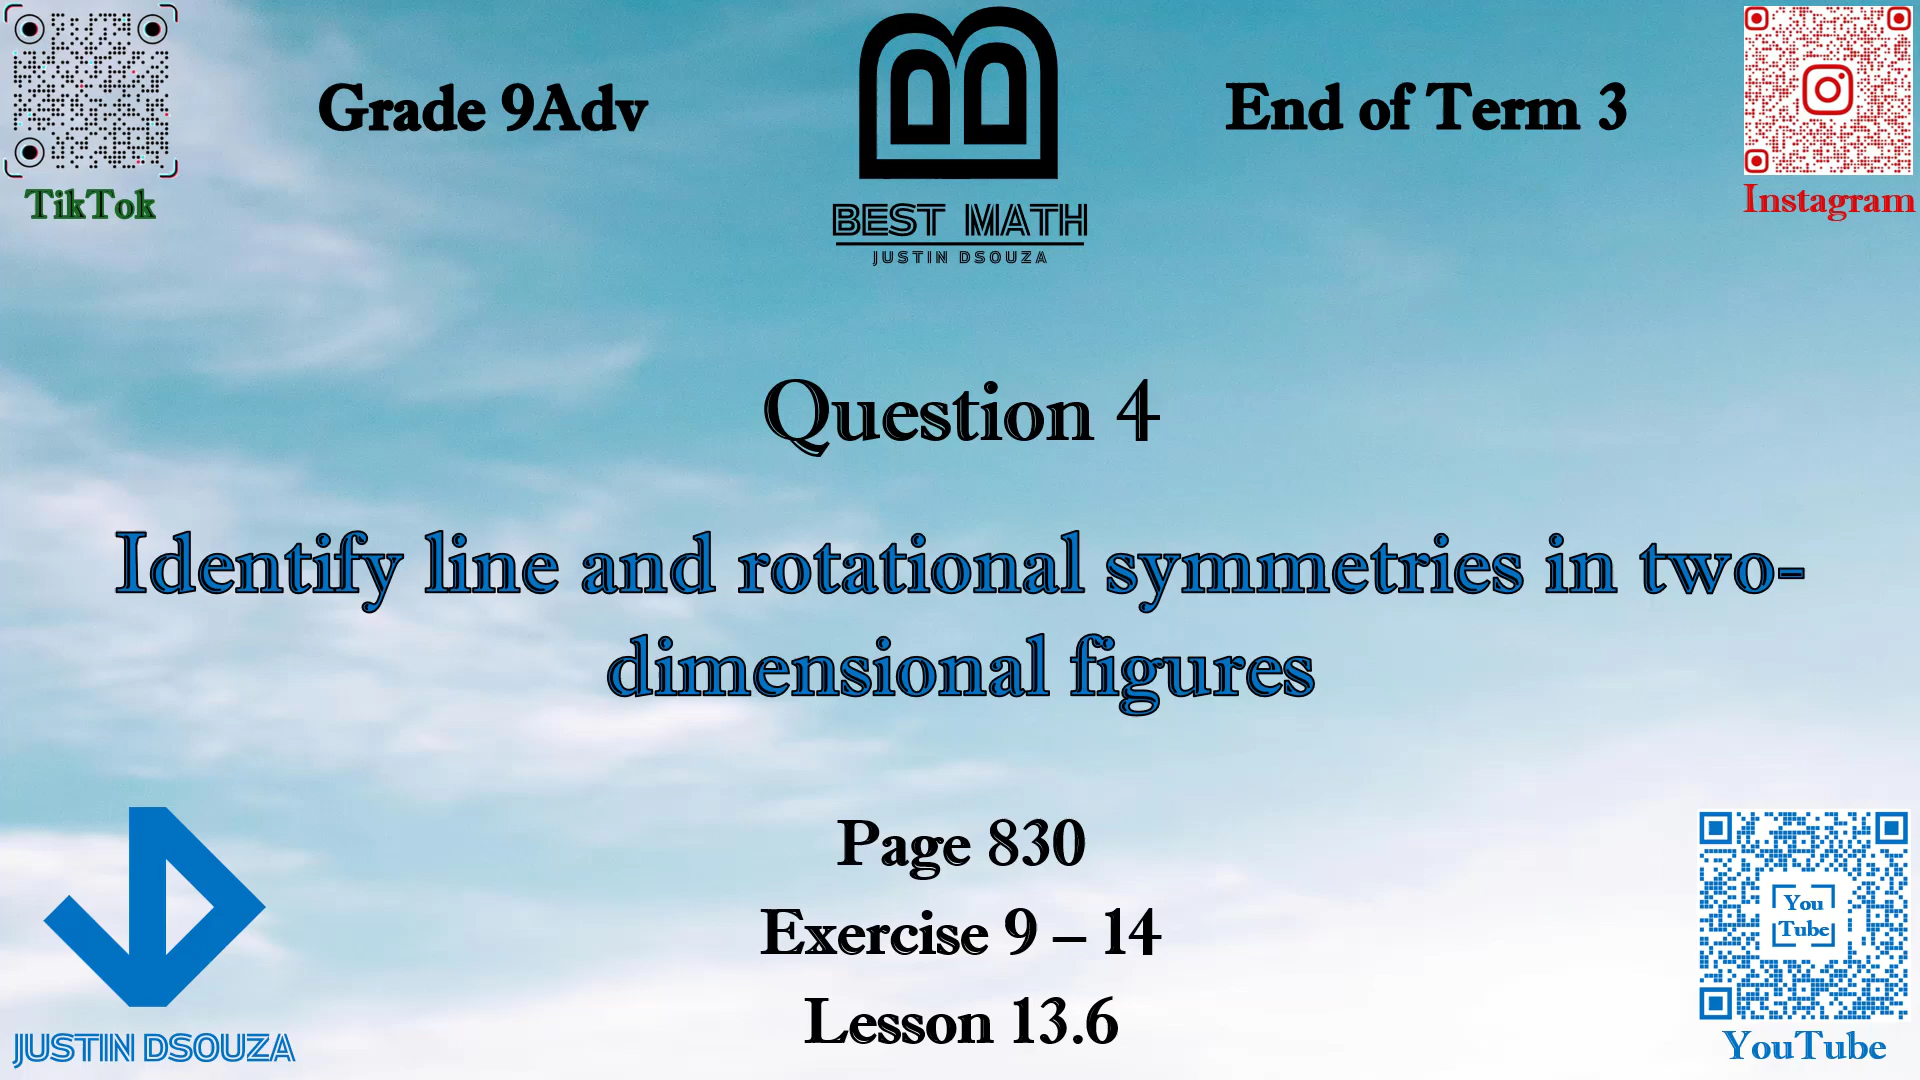 Grade 9Adv
End of Term 3
TikTok
Instagram
BEST MATH
JUSTIN DSOUZA
Question 4
Identify line and rotational symmetries in two-
dimensional figures
Page 830
Exercise 9 – 14
Lesson 13.6
You
Tube
JUSTIN DSOUZA
YouTube